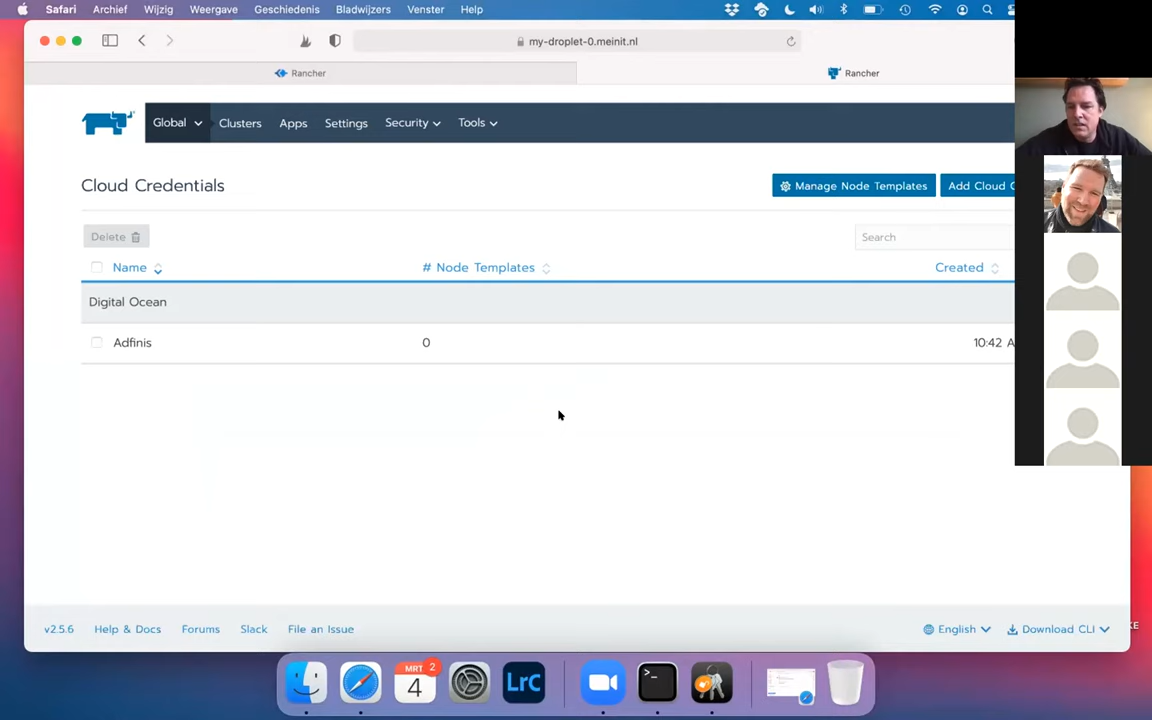 Safari Archief Wijzig Weergave Geschiedenis Bladwijzers Venster Help
my-droplet-0.meinit.nl
Rancher Rancher
Global Clusters Apps Settings Security Tools
Cloud Credentials Manage Node Templates Add Cloud
Delete Search
Name # Node Templates Created
Digital Ocean
Adfinis 0 10:42 A
v2.5.6 Help & Docs Forums Slack File an Issue English Download CLI
KE
MRT 2
4
LrC
>_